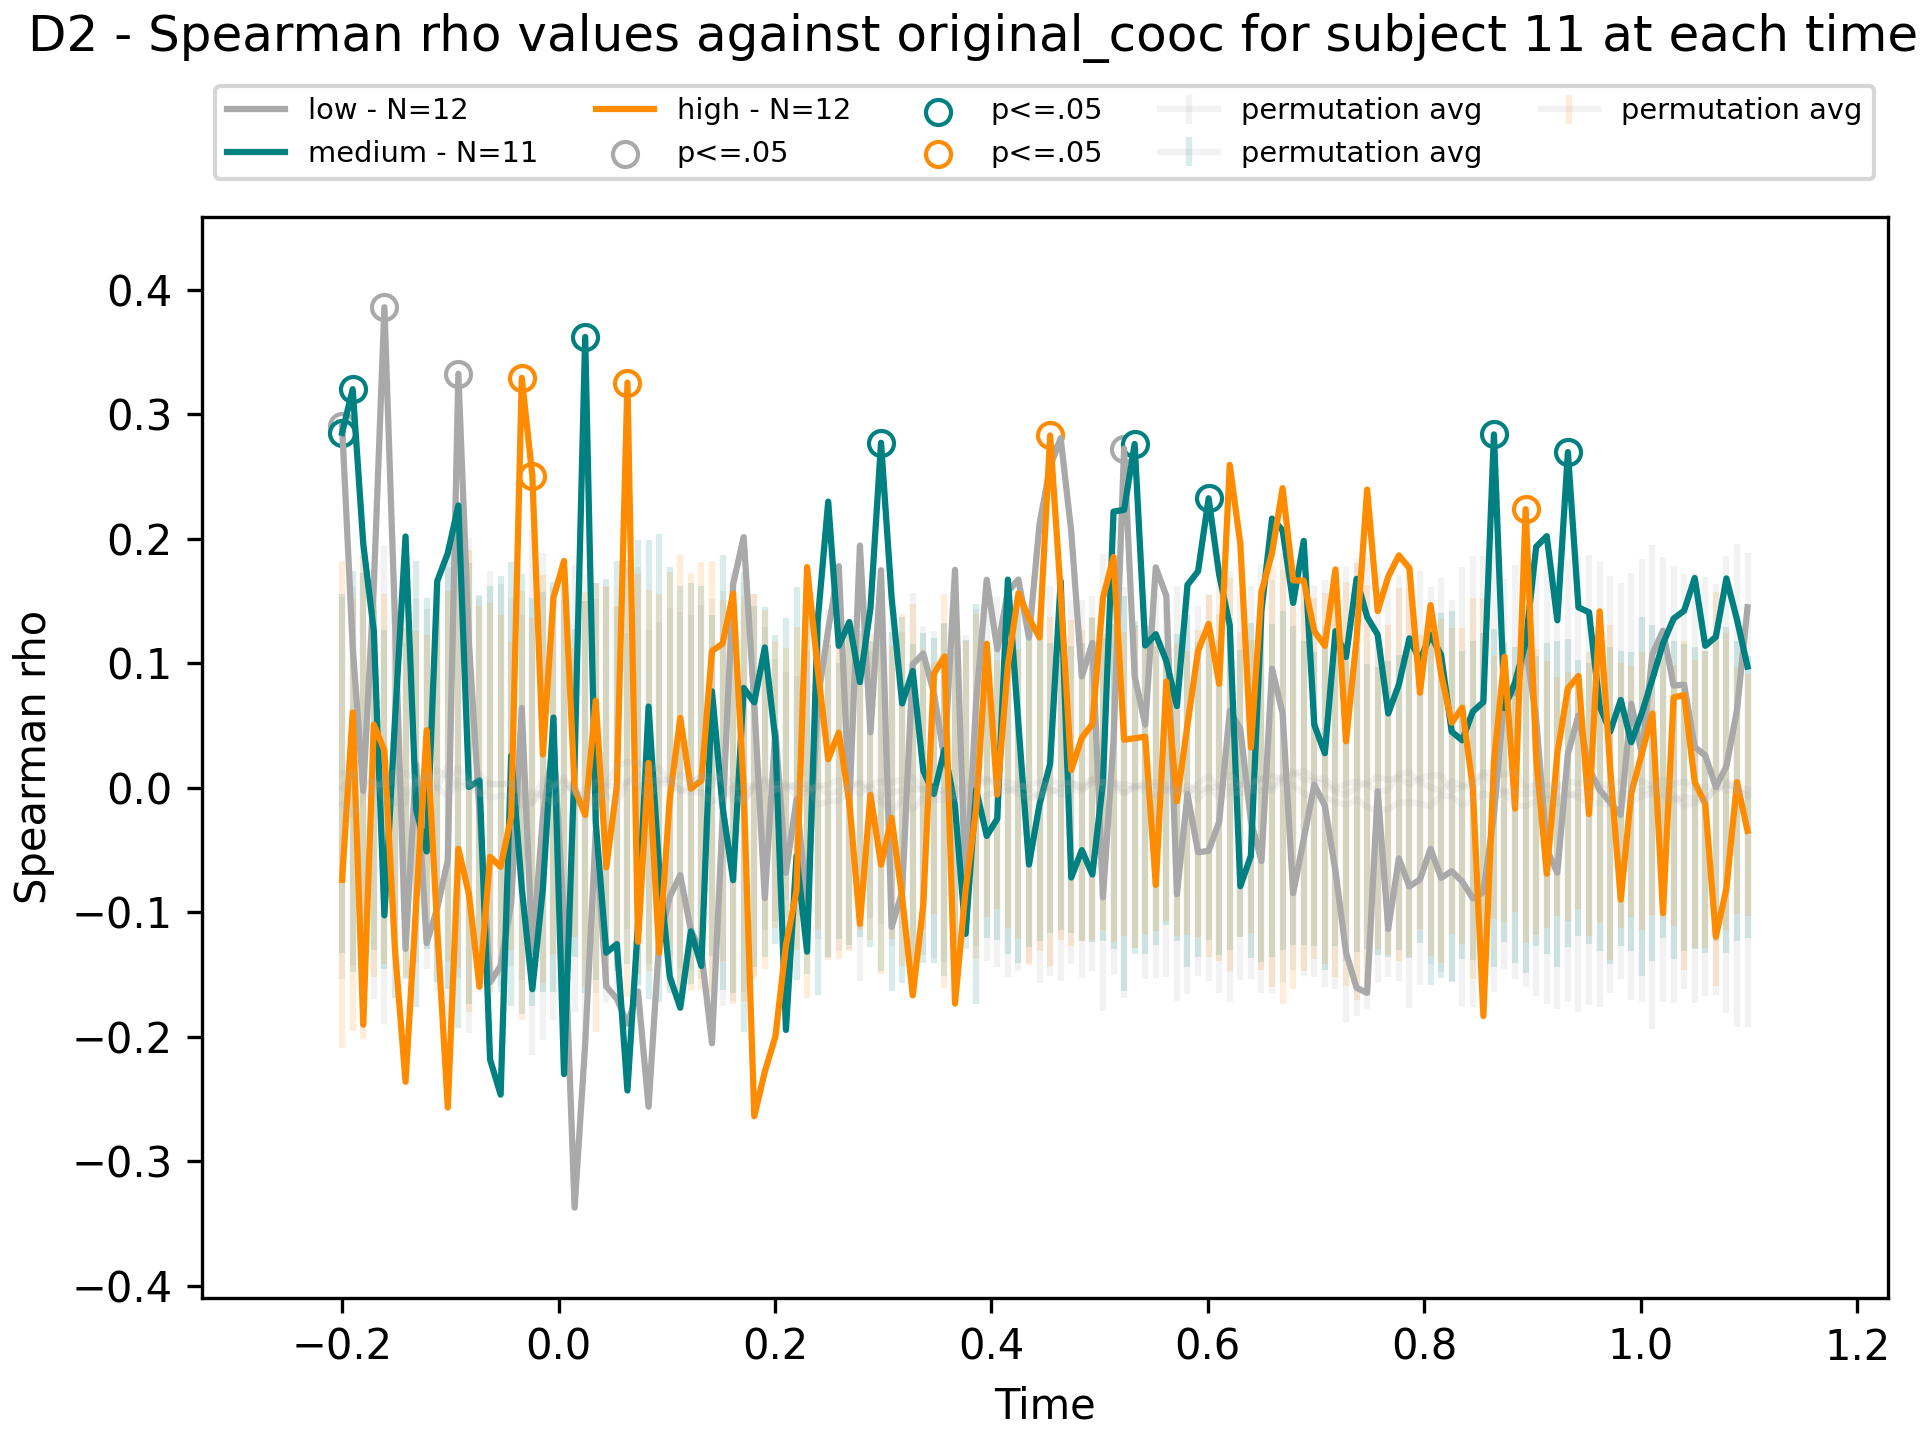 D2 - Spearman rho values against original_cooc for subject 11 at each time
low - N=12
medium - N=11
high - N=12
p<=.05
p<=.05
p<=.05
permutation avg
permutation avg
permutation avg
Spearman rho
0.4
0.3
0.2
0.1
0.0
−0.1
−0.2
−0.3
−0.4
−0.2 0.0 0.2 0.4 0.6 0.8 1.0 1.2
Time